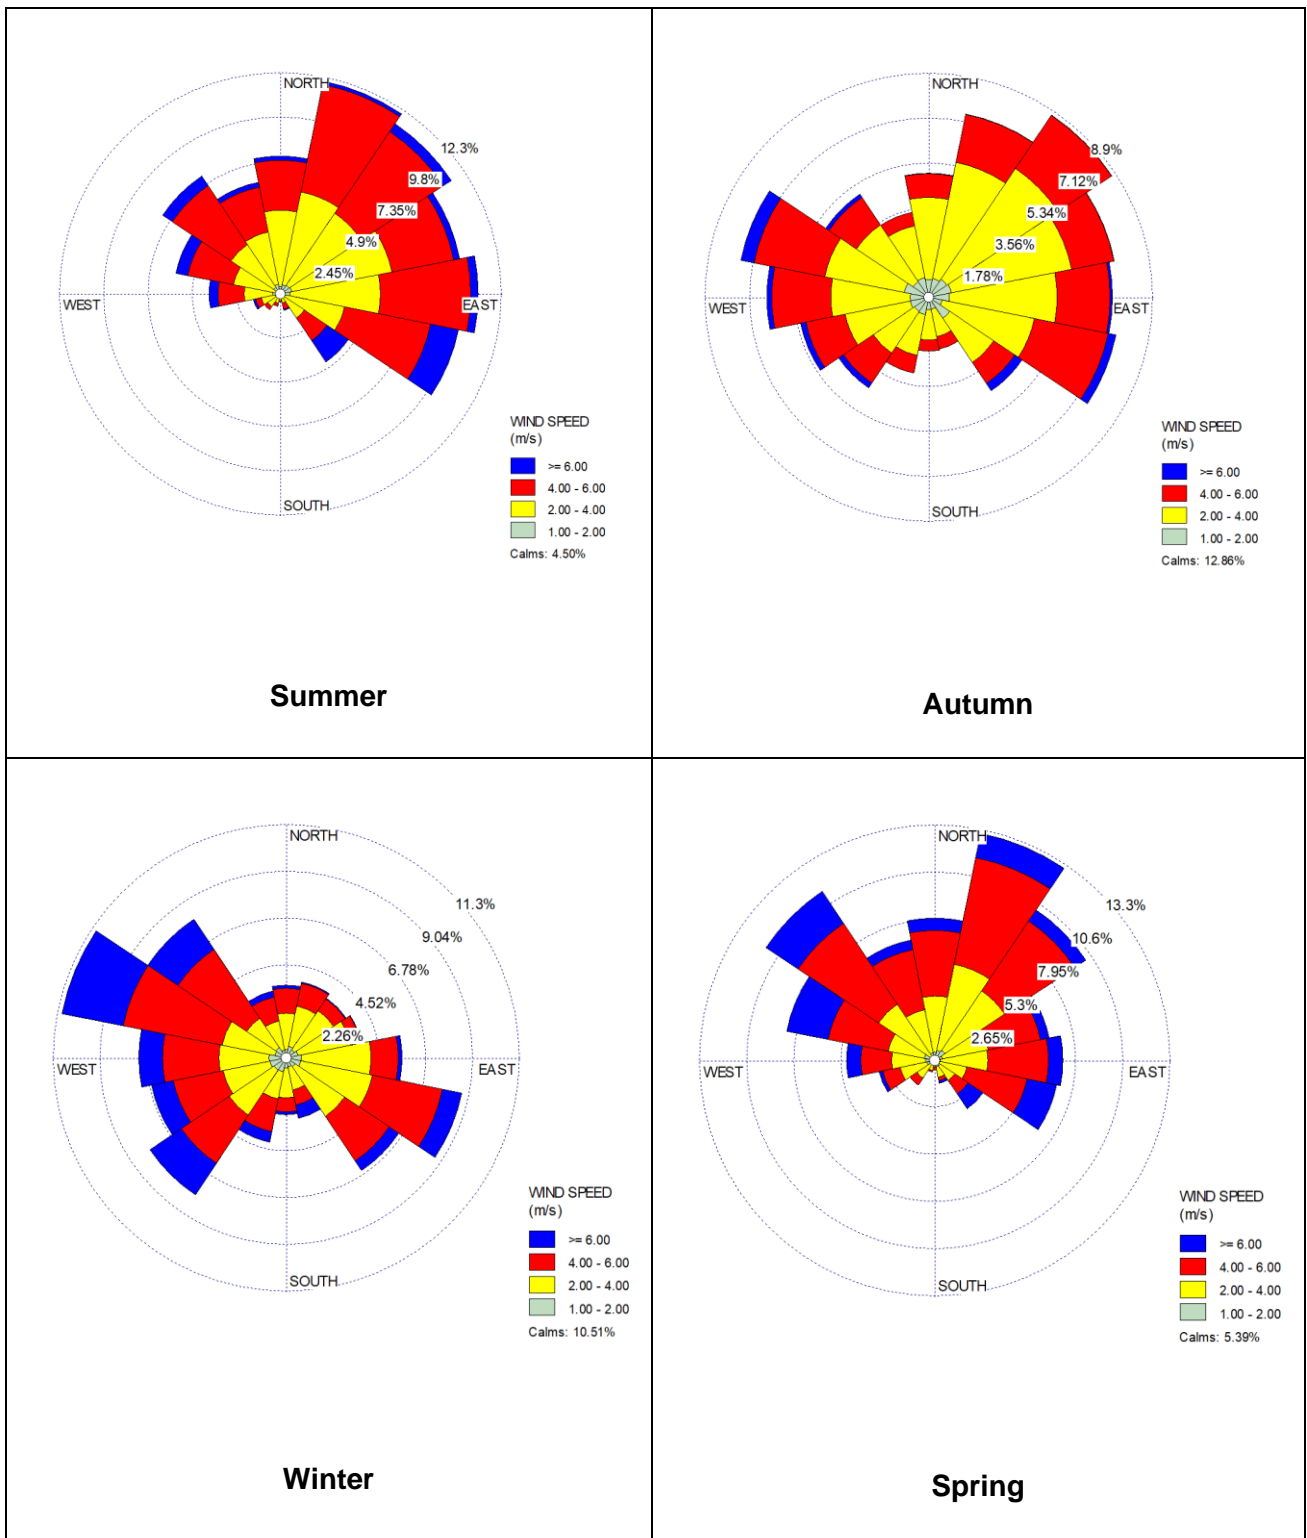 NORTH
12.3%
9.8%
7.35%
4.9%
2.45%
WEST
EAST
SOUTH
WIND SPEED
(m/s)
>= 6.00
4.00 - 6.00
2.00 - 4.00
1.00 - 2.00
Calms: 4.50%
Summer
NORTH
8.9%
7.12%
5.34%
3.56%
1.78%
WEST
EAST
SOUTH
WIND SPEED
(m/s)
>= 6.00
4.00 - 6.00
2.00 - 4.00
1.00 - 2.00
Calms: 12.86%
Autumn
NORTH
11.3%
9.04%
6.78%
4.52%
2.26%
WEST
EAST
SOUTH
WIND SPEED
(m/s)
>= 6.00
4.00 - 6.00
2.00 - 4.00
1.00 - 2.00
Calms: 10.51%
Winter
NORTH
13.3%
10.6%
7.95%
5.3%
2.65%
WEST
EAST
SOUTH
WIND SPEED
(m/s)
>= 6.00
4.00 - 6.00
2.00 - 4.00
1.00 - 2.00
Calms: 5.39%
Spring